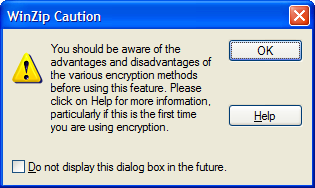 WinZip Caution
You should be aware of the
advantages and disadvantages of
the various encryption methods
before using this feature. Please
click on Help for more information,
particularly if this is the first time
you are using encryption.
OK
Help
Do not display this dialog box in the future.